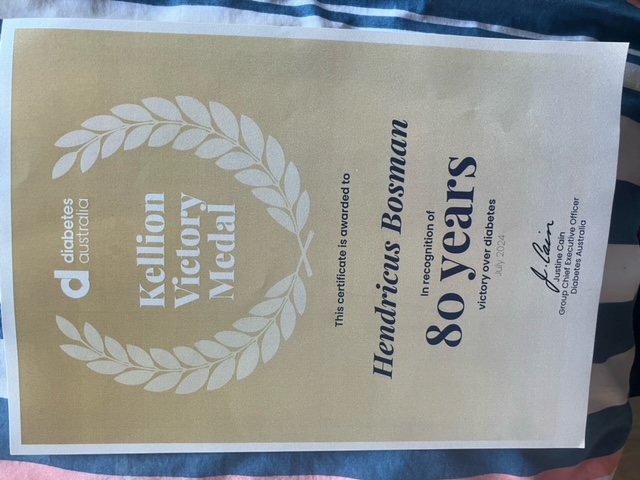 diabetes
australia
Kellion
Victory
Medal
This certificate is awarded to
Hendricus Bosman
In recognition of
80 years
victory over diabetes
July 2024
J. Cain
Justine Cain
Group Chief Executive Officer
Diabetes Australia